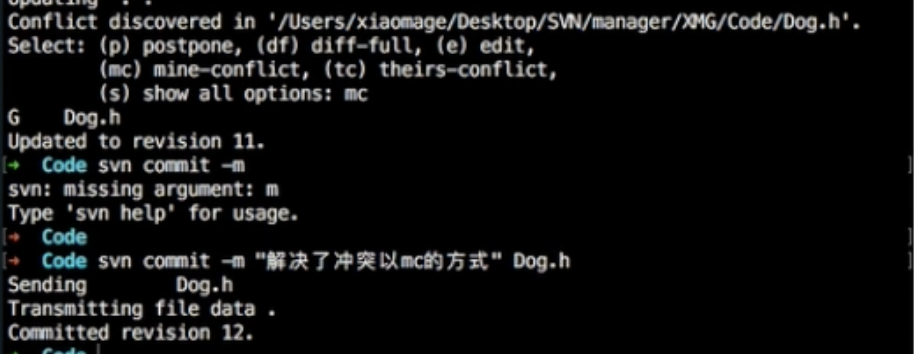 Updating '.':
Conflict discovered in '/Users/xiaomage/Desktop/SVN/manager/XMG/Code/Dog.h'.
Select: (p) postpone, (df) diff-full, (e) edit,
        (mc) mine-conflict, (tc) theirs-conflict,
        (s) show all options: mc
G    Dog.h
Updated to revision 11.
→  Code svn commit -m
svn: missing argument: m
Type 'svn help' for usage.
→  Code
→  Code svn commit -m "解决了冲突以mc的方式" Dog.h
Sending        Dog.h
Transmitting file data .
Committed revision 12.
→  Code